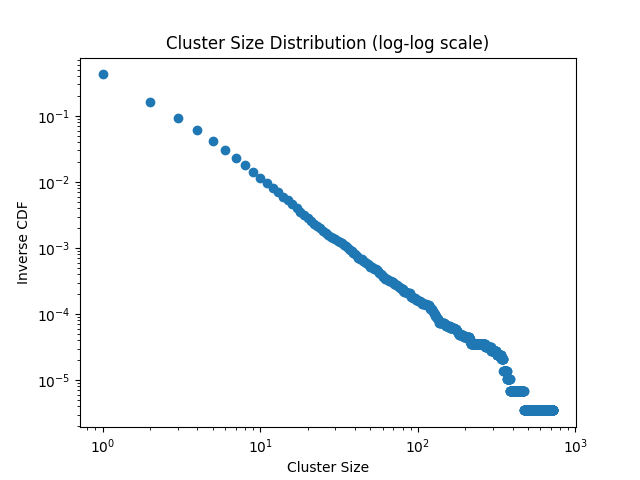 Cluster Size Distribution (log-log scale)
Inverse CDF
10⁻¹
10⁻²
10⁻³
10⁻⁴
10⁻⁵
10⁰ 10¹ 10² 10³
Cluster Size